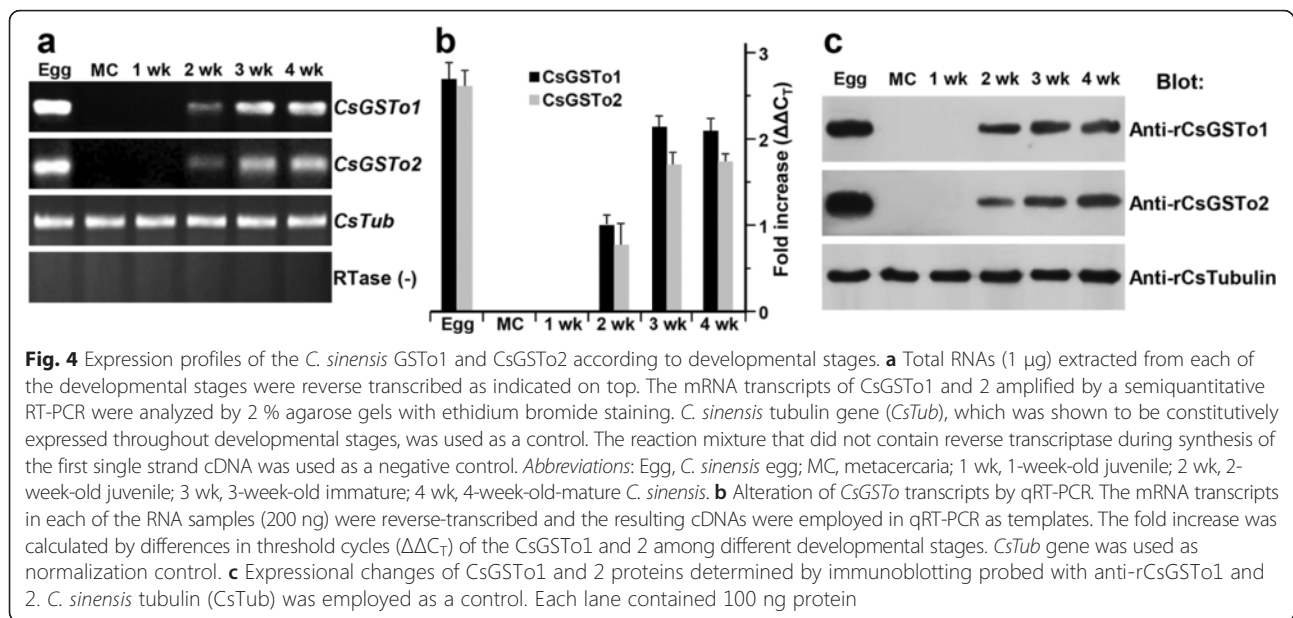 a
Egg MC 1 wk 2 wk 3 wk 4 wk
CsGSTo1
CsGSTo2
CsTub
RTase (-)
b
CsGSTo1
CsGSTo2
3
2
1
0
Fold increase (ΔΔCT)
Egg MC 1 wk 2 wk 3 wk 4 wk
c
Egg MC 1 wk 2 wk 3 wk 4 wk Blot:
Anti-rCsGSTo1
Anti-rCsGSTo2
Anti-rCsTubulin
Fig. 4 Expression profiles of the C. sinensis GSTo1 and CsGSTo2 according to developmental stages. a Total RNAs (1 μg) extracted from each of
the developmental stages were reverse transcribed as indicated on top. The mRNA transcripts of CsGSTo1 and 2 amplified by a semiquantitative
RT-PCR were analyzed by 2 % agarose gels with ethidium bromide staining. C. sinensis tubulin gene (CsTub), which was shown to be constitutively
expressed throughout developmental stages, was used as a control. The reaction mixture that did not contain reverse transcriptase during synthesis of
the first single strand cDNA was used as a negative control. Abbreviations: Egg, C. sinensis egg; MC, metacercaria; 1 wk, 1-week-old juvenile; 2 wk, 2-
week-old juvenile; 3 wk, 3-week-old immature; 4 wk, 4-week-old-mature C. sinensis. b Alteration of CsGSTo transcripts by qRT-PCR. The mRNA transcripts
in each of the RNA samples (200 ng) were reverse-transcribed and the resulting cDNAs were employed in qRT-PCR as templates. The fold increase was
calculated by differences in threshold cycles (ΔΔCT) of the CsGSTo1 and 2 among different developmental stages. CsTub gene was used as
normalization control. c Expressional changes of CsGSTo1 and 2 proteins determined by immunoblotting probed with anti-rCsGSTo1 and
2. C. sinensis tubulin (CsTub) was employed as a control. Each lane contained 100 ng protein